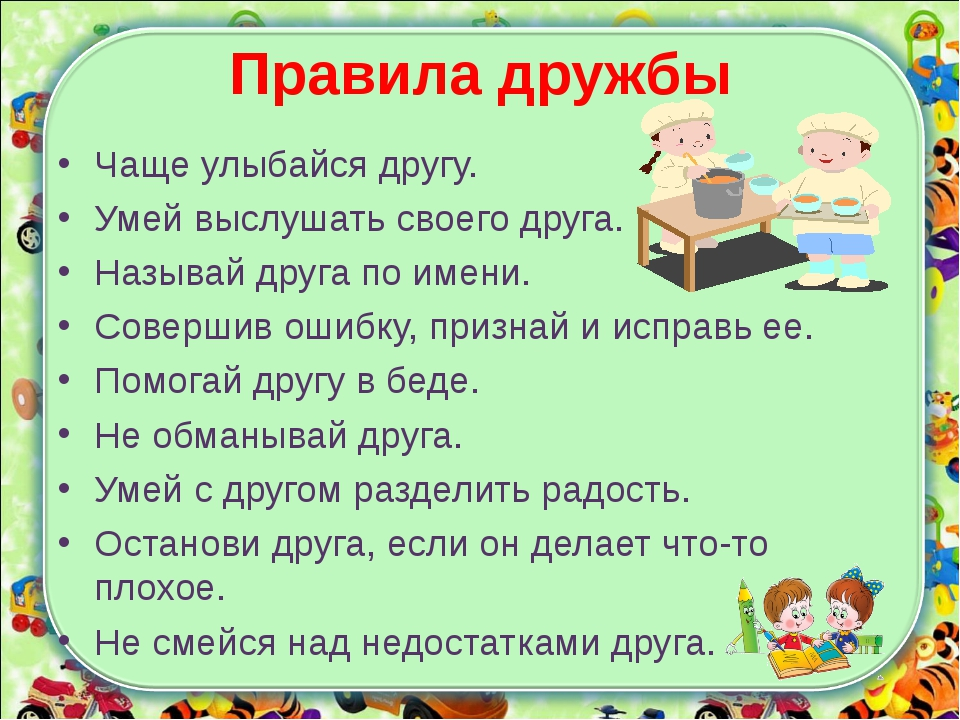 Правила дружбы
• Чаще улыбайся другу.
• Умей выслушать своего друга.
• Называй друга по имени.
• Совершив ошибку, признай и исправь ее.
• Помогай другу в беде.
• Не обманывай друга.
• Умей с другом разделить радость.
• Останови друга, если он делает что-то
плохое.
• Не смейся над недостатками друга.